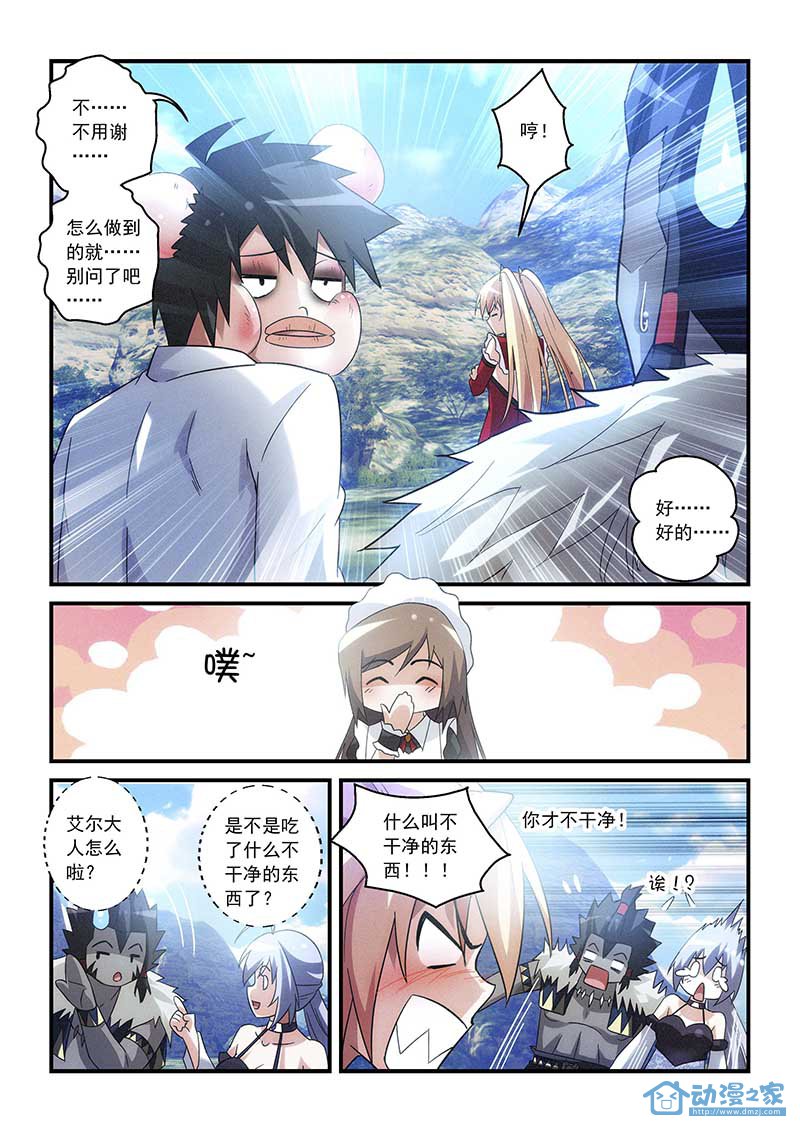 不……
不用谢
……
怎么做到
的就……
别问了吧
……
哼！
好……
好的……
噗~
艾尔大
人怎么
啦？
是不是吃
了什么不
干净的东
西了？
什么叫不
干净的东
西！！！
你才不干净！
诶！？
动漫之家
http://www.dmzj.com